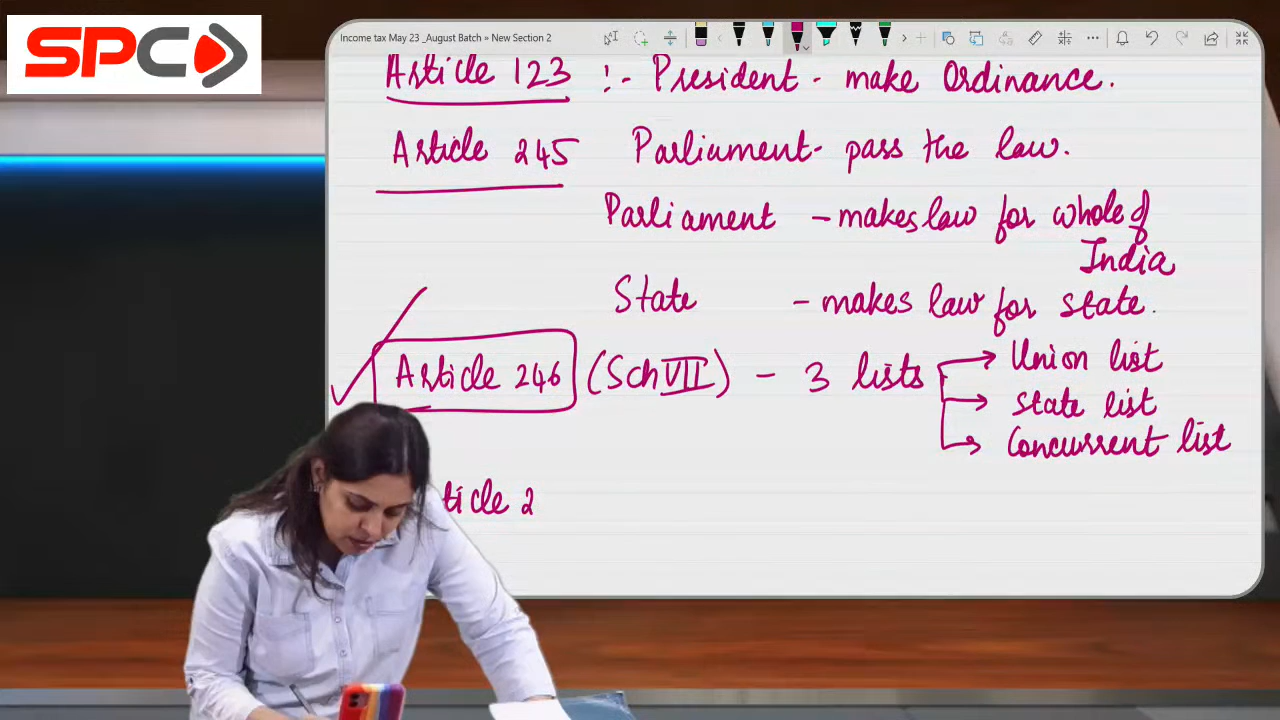 SPC
Income tax May 23 _August Batch » New Section 2
Article 123 :- President - make Ordinance.
Article 245 Parliament- pass the law.
Parliament - makes law for whole of
India
State - makes law for state.
Article 246 (Sch VII) - 3 lists
Union list
State list
Concurrent list
ticle 2